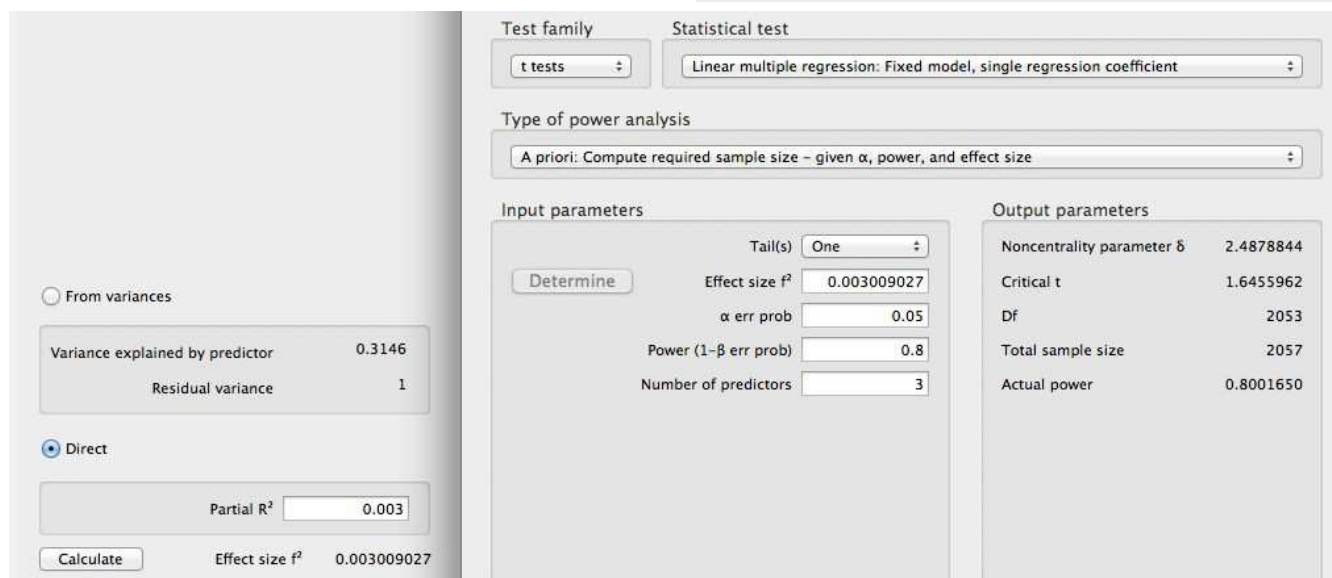 Test family Statistical test
t tests Linear multiple regression: Fixed model, single regression coefficient
Type of power analysis
A priori: Compute required sample size – given α, power, and effect size
Input parameters Output parameters
Tail(s) One Noncentrality parameter δ 2.4878844
Determine Effect size f² 0.003009027 Critical t 1.6455962
From variances
α err prob 0.05 Df 2053
Variance explained by predictor 0.3146 Power (1-β err prob) 0.8 Total sample size 2057
Residual variance 1 Number of predictors 3 Actual power 0.8001650
Direct
Partial R² 0.003
Calculate Effect size f² 0.003009027